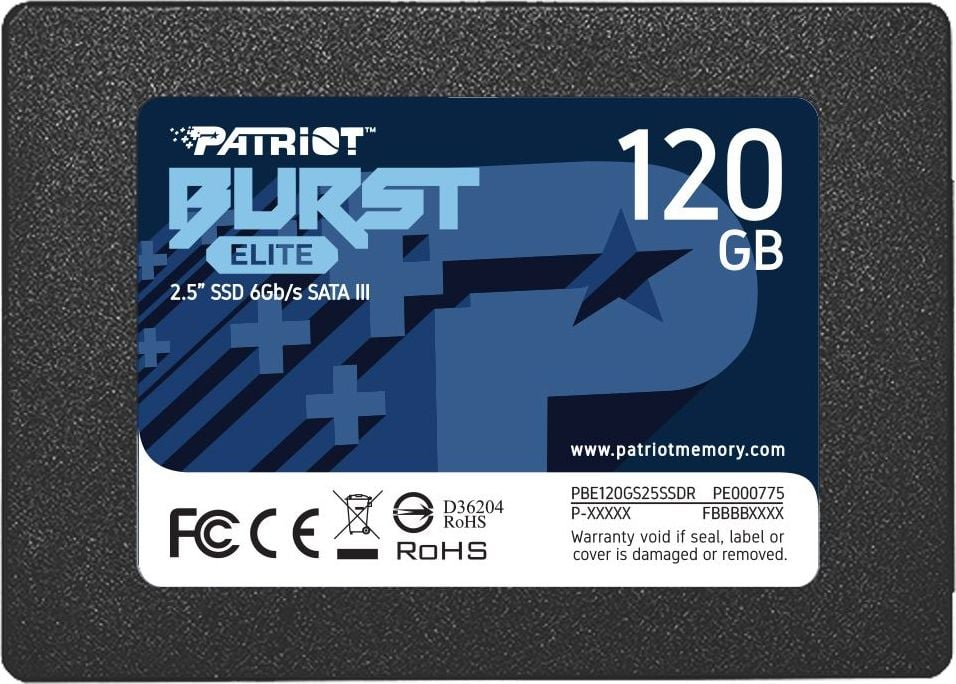 PATRIOT™
BURST
ELITE
2.5” SSD 6Gb/s SATA III
120
GB
www.patriotmemory.com
PBE120GS25SSDR PE000775
P-XXXXX FBBBBXXXX
Warranty void if seal, label or
cover is damaged or removed.
FC CE
D36204
RoHS
RoHS